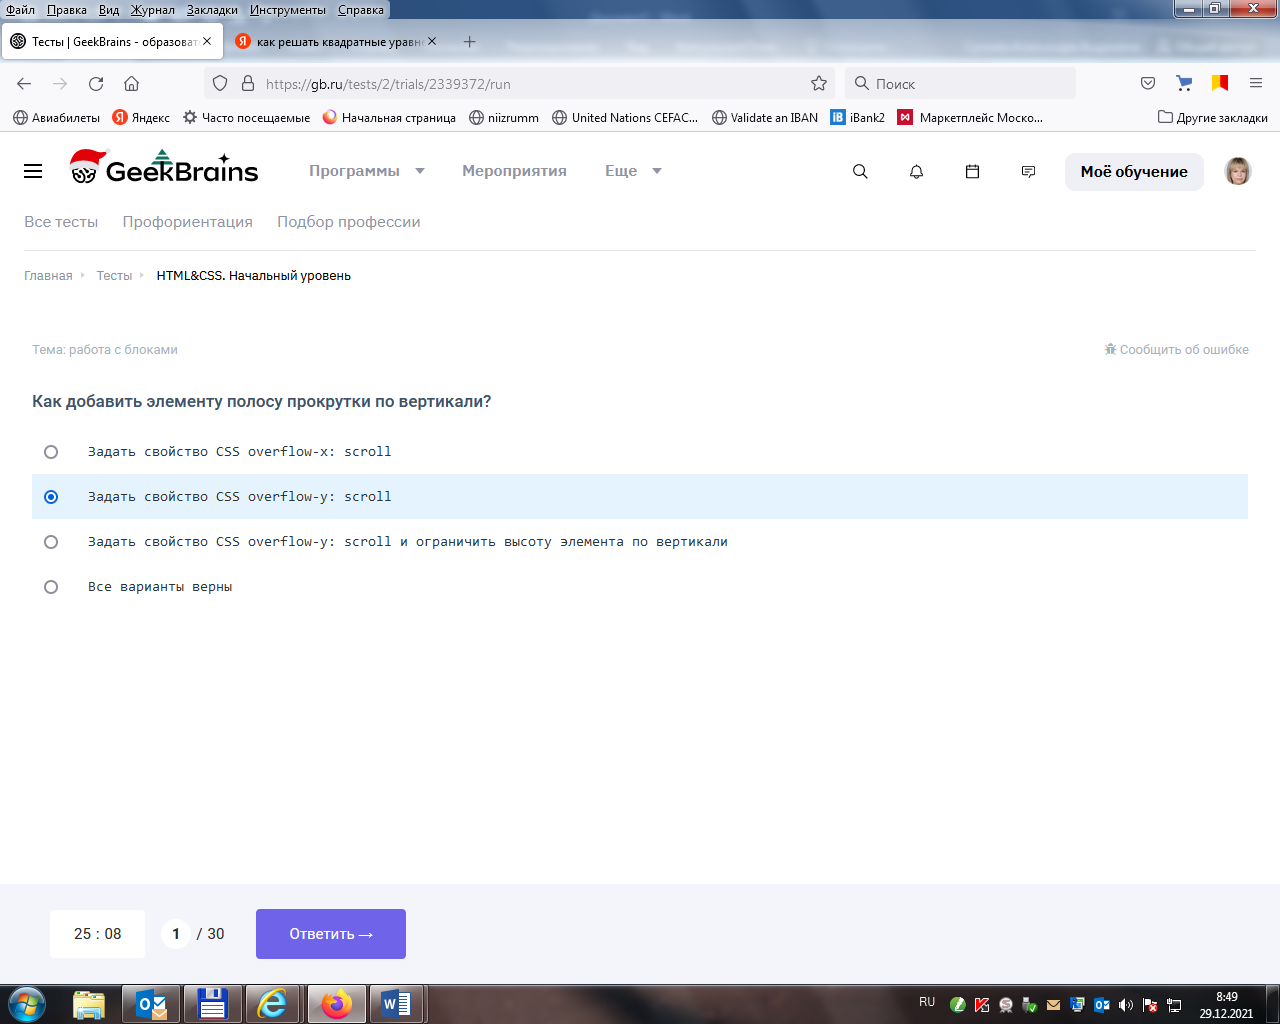 Файл Правка Вид Журнал Закладки Инструменты Справка
Тесты | GeekBrains - образоват
как решать квадратные уравне
https://gb.ru/tests/2/trials/2339372/run
Поиск
Авиабилеты Яндекс Часто посещаемые Начальная страница niizrumm United Nations CEFAC... Validate an IBAN iBank2 Маркетплейс Моско... Другие закладки
GeekBrains Программы Мероприятия Еще Моё обучение
Все тесты Профориентация Подбор профессии
Главная Тесты HTML&CSS. Начальный уровень
Тема: работа с блоками Сообщить об ошибке
Как добавить элементу полосу прокрутки по вертикали?
Задать свойство CSS overflow-x: scroll
Задать свойство CSS overflow-y: scroll
Задать свойство CSS overflow-y: scroll и ограничить высоту элемента по вертикали
Все варианты верны
25 : 08 1 / 30 Ответить →
RU
8:49
29.12.2021